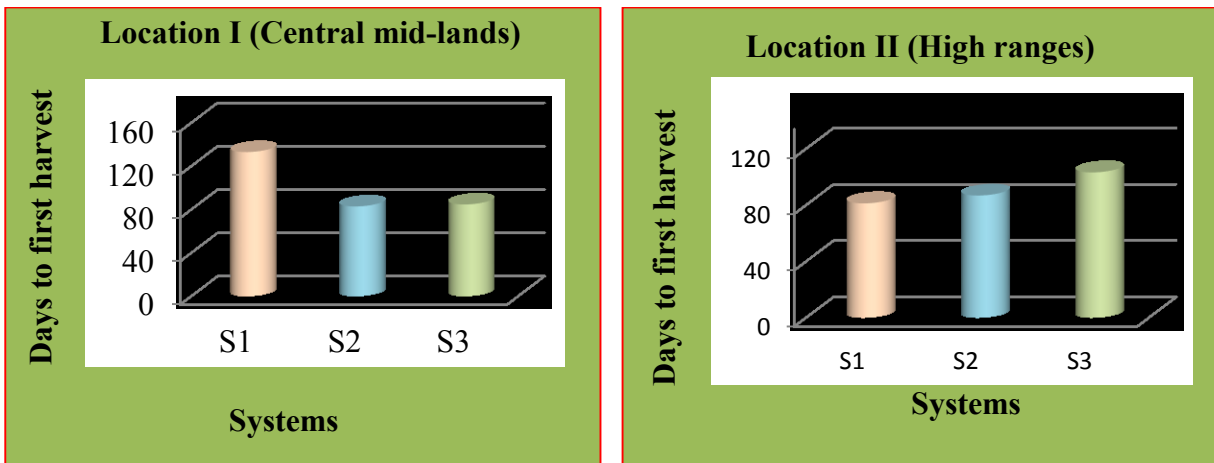 Location I (Central mid-lands)
Days to first harvest
160
120
80
40
0
S1 S2 S3
Systems
Location II (High ranges)
Days to first harvest
120
80
40
0
S1 S2 S3
Systems